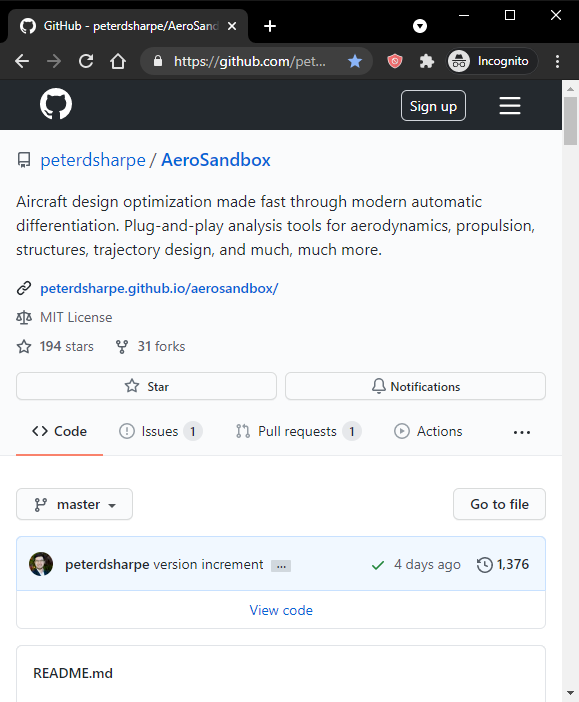 GitHub - peterdsharpe/AeroSandb
https://github.com/pet...
Incognito
Sign up
peterdsharpe / AeroSandbox
Aircraft design optimization made fast through modern automatic
differentiation. Plug-and-play analysis tools for aerodynamics, propulsion,
structures, trajectory design, and much, much more.
peterdsharpe.github.io/aerosandbox/
MIT License
194 stars 31 forks
Star Notifications
Code Issues 1 Pull requests 1 Actions ...
master Go to file
peterdsharpe version increment ... 4 days ago 1,376
View code
README.md